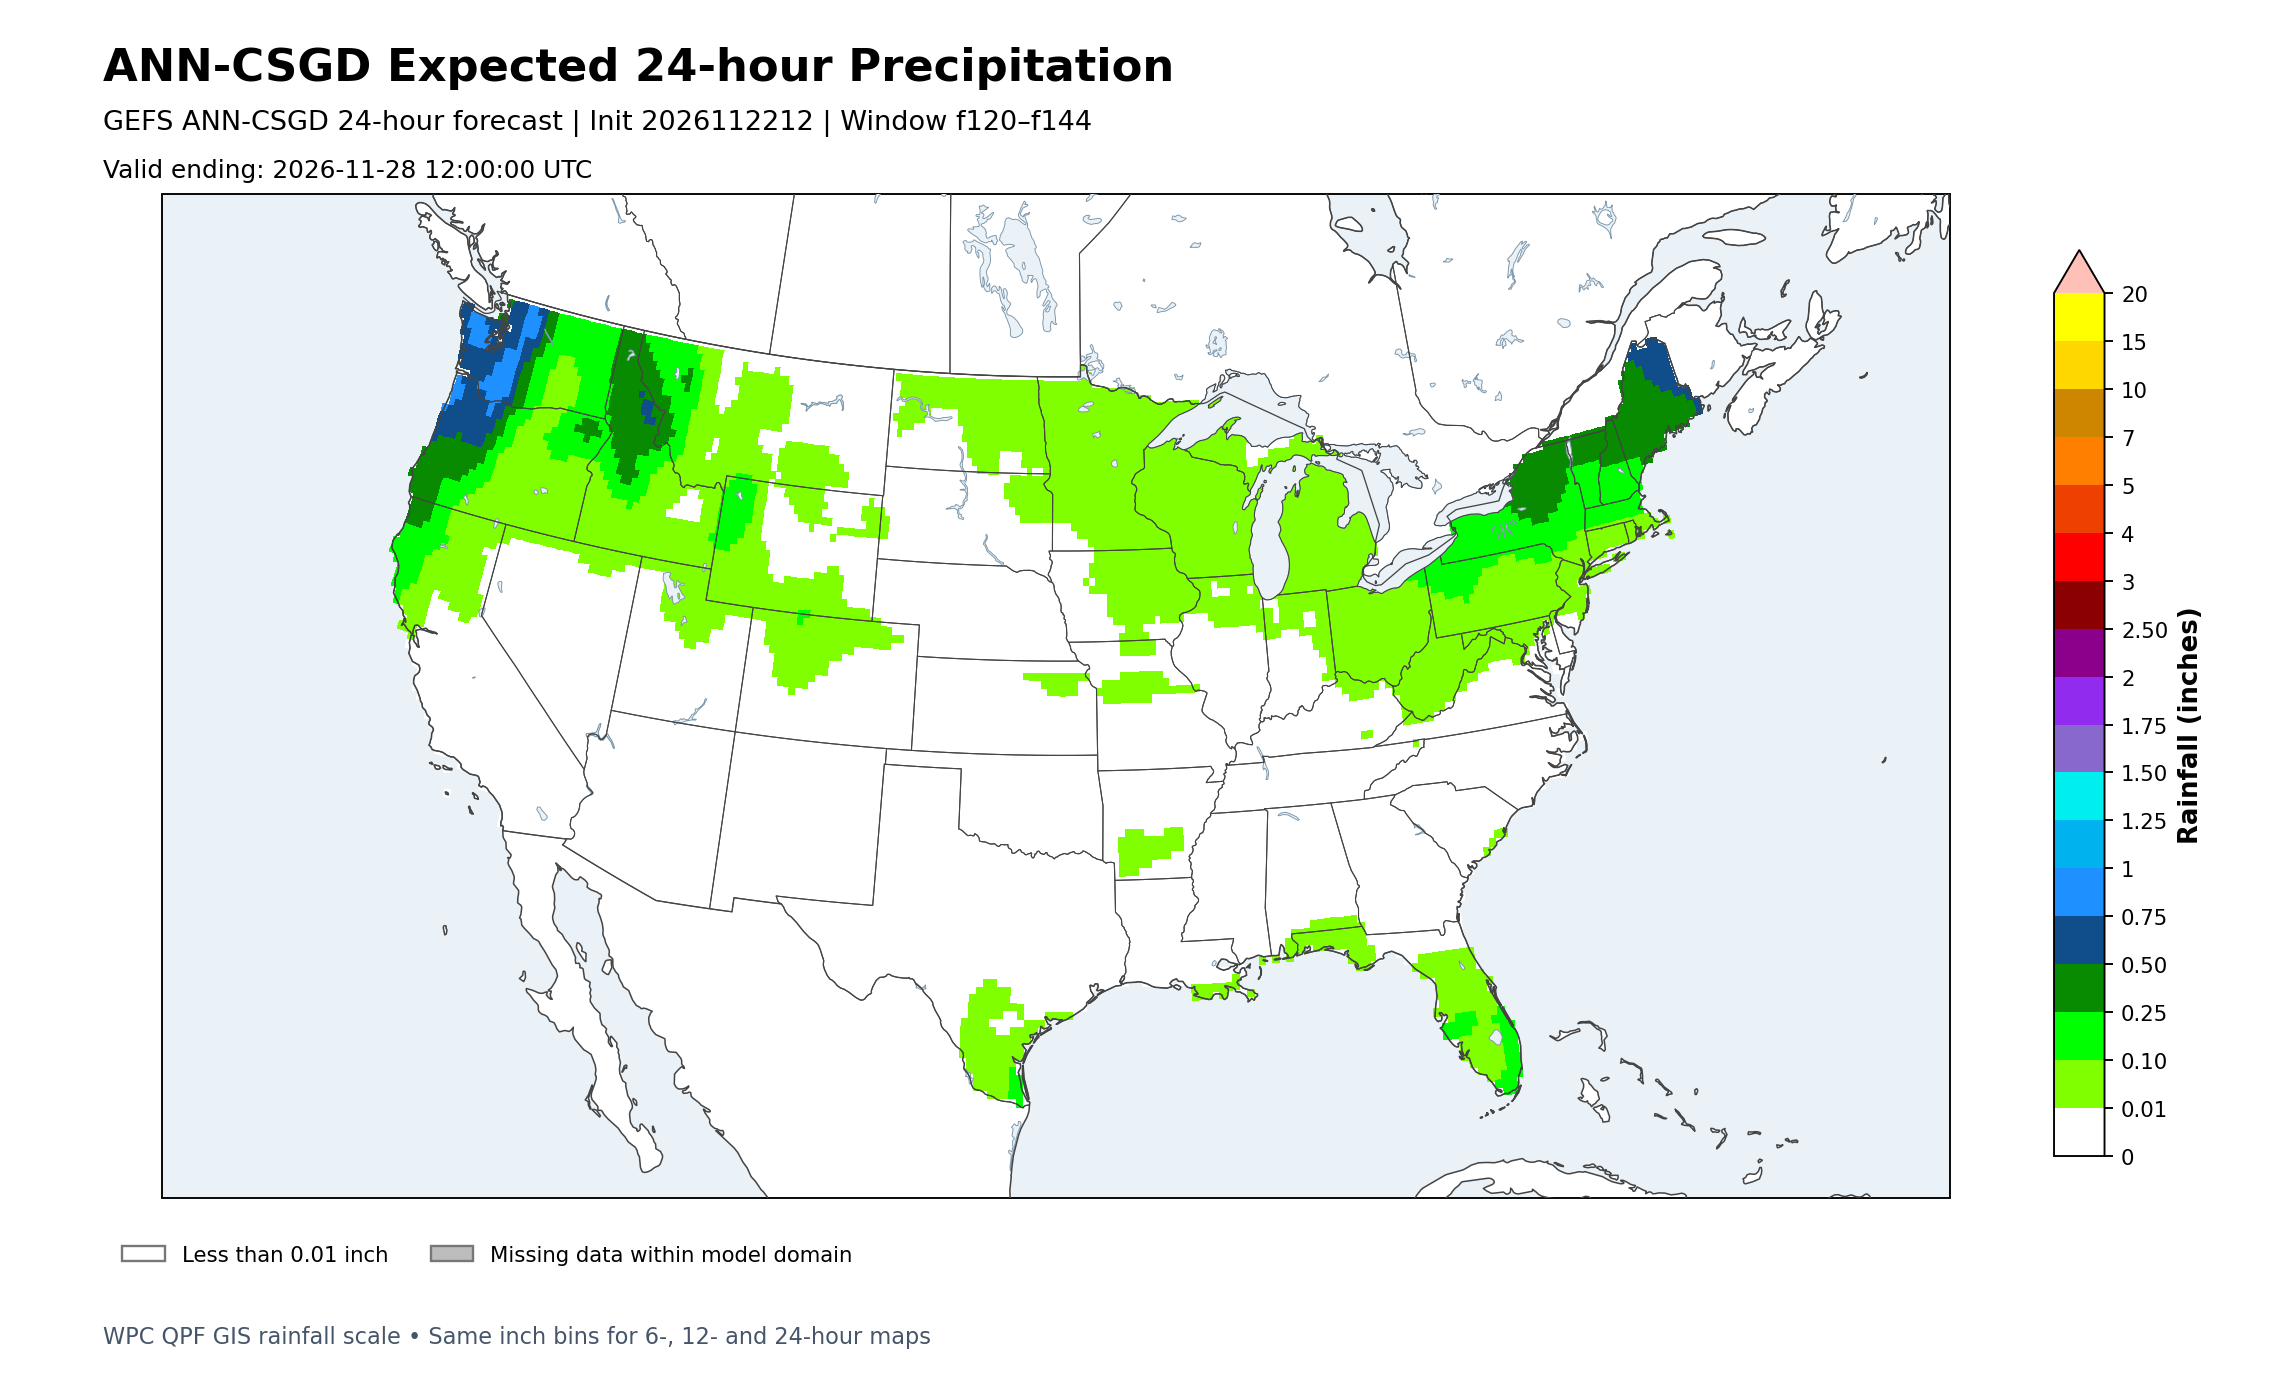 ANN-CSGD Expected 24-hour Precipitation
GEFS ANN-CSGD 24-hour forecast | Init 2026112212 | Window f120–f144
Valid ending: 2026-11-28 12:00:00 UTC
20
15
10
7
5
4
3
2.50
2
1.75
1.50
1.25
1
0.75
0.50
0.25
0.10
0.01
0
Rainfall (inches)
Less than 0.01 inch
Missing data within model domain
WPC QPF GIS rainfall scale • Same inch bins for 6-, 12- and 24-hour maps